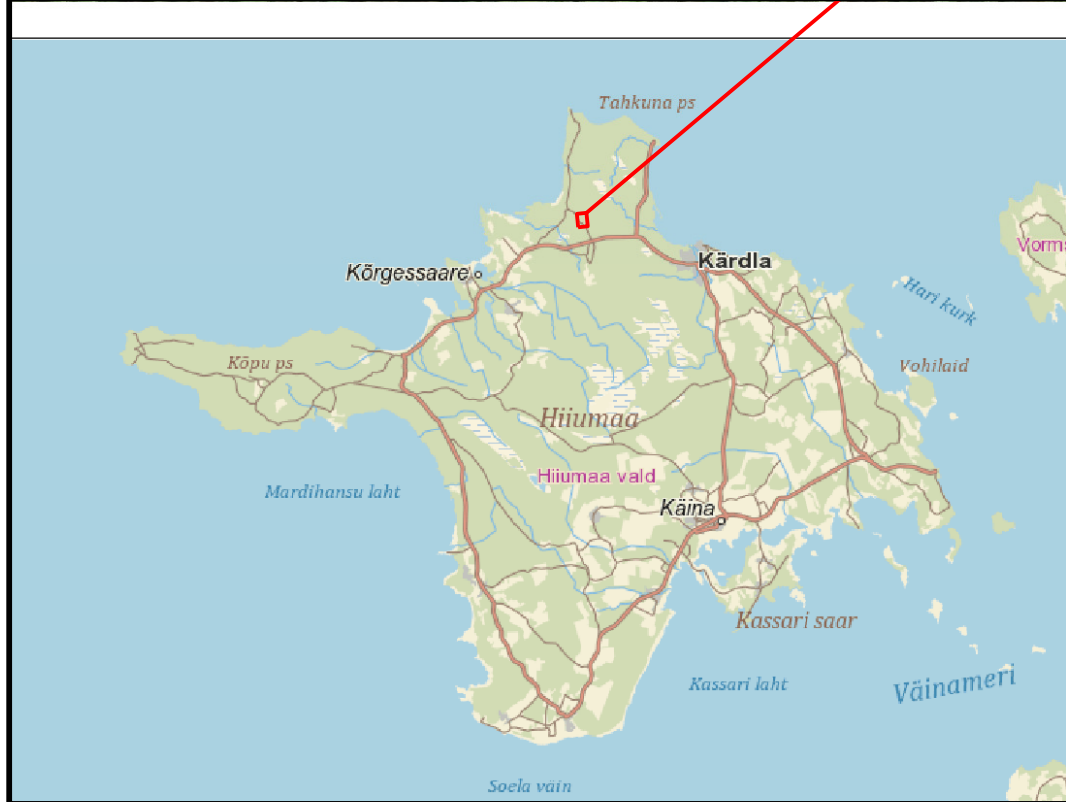 Tahkuna ps
Vorms
Kärdla
Kõrgessaare
Hari kurk
Köpu ps
Vohilaid
Hiiumaa
Hiiumaa vald
Mardihansu laht
Käina
Kassari saar
Väinameri
Kassari laht
Soela väin